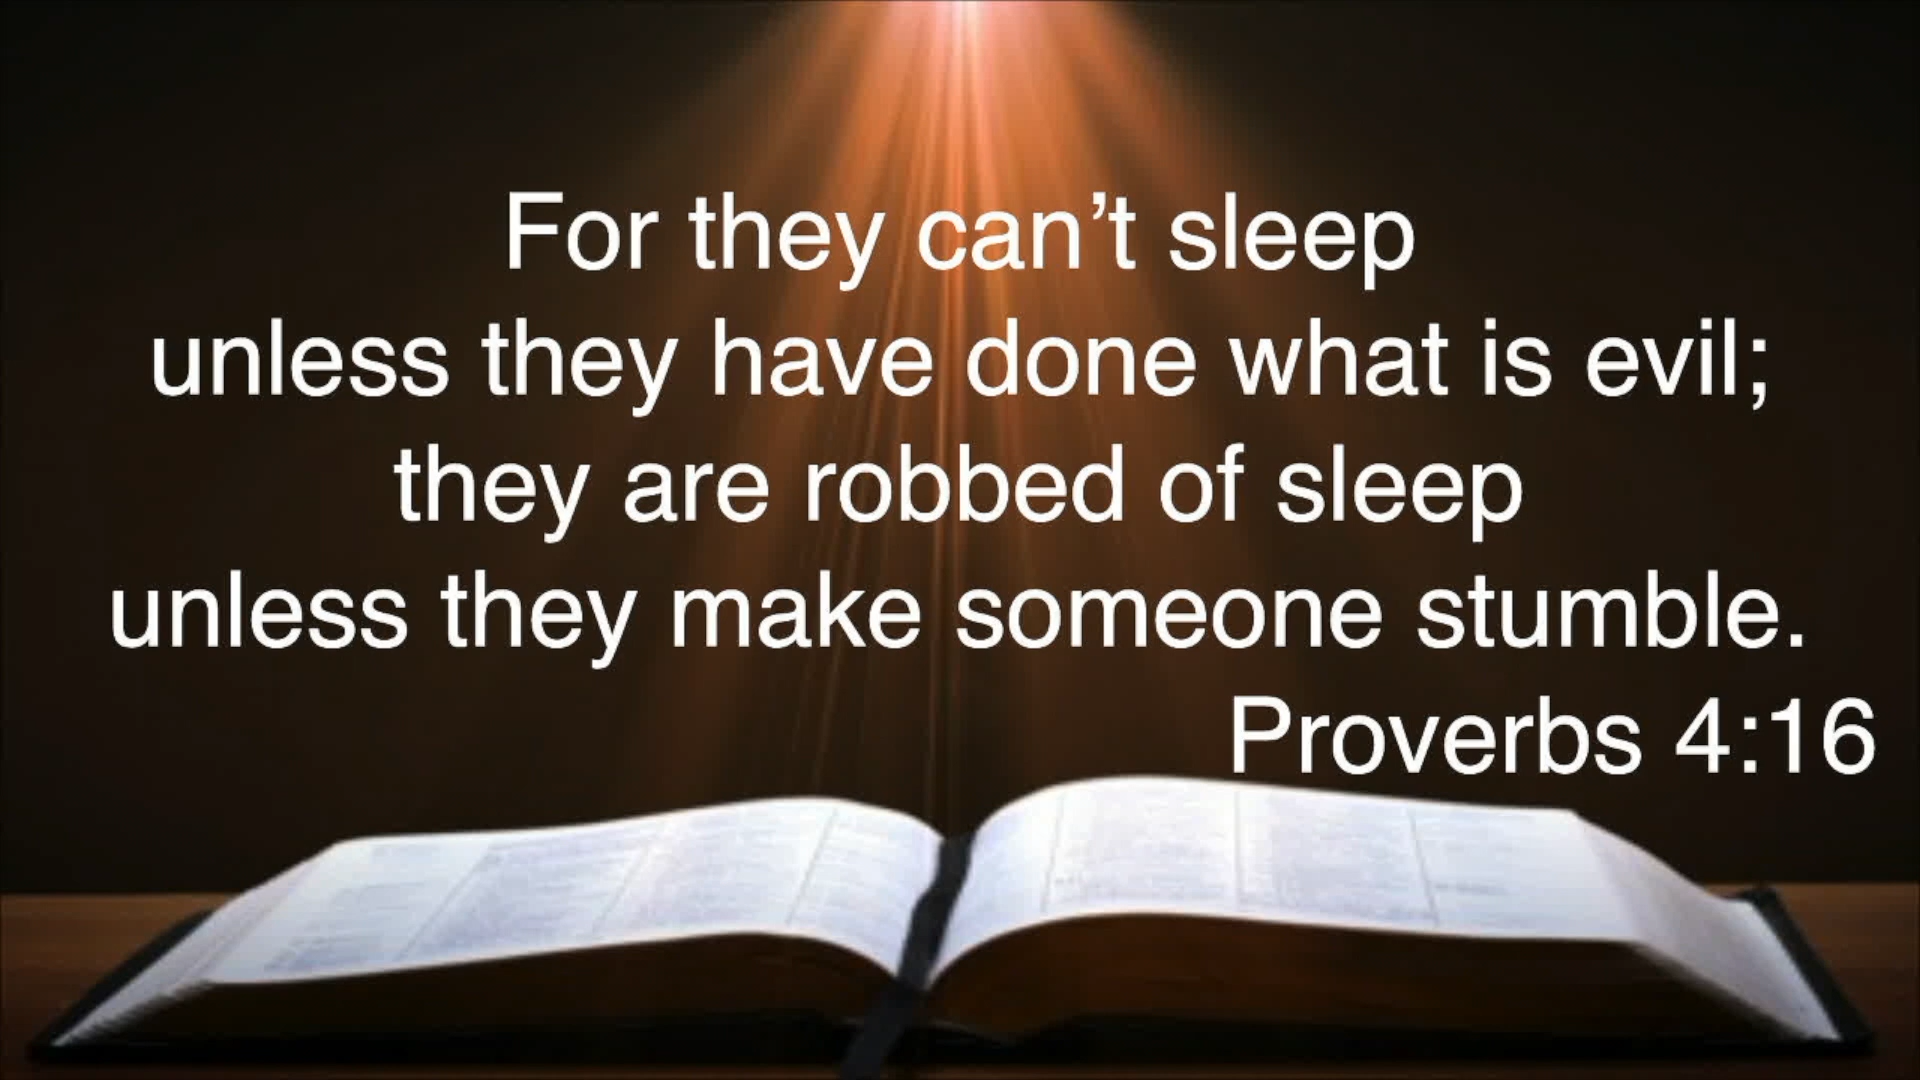 For they can’t sleep
unless they have done what is evil;
they are robbed of sleep
unless they make someone stumble.
Proverbs 4:16